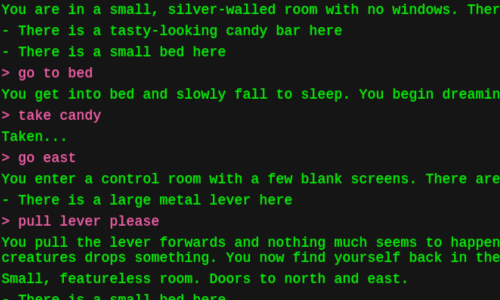 You are in a small, silver-walled room with no windows. Ther
- There is a tasty-looking candy bar here
- There is a small bed here
> go to bed
You get into bed and slowly fall to sleep. You begin dreamin
> take candy
Taken...
> go east
You enter a control room with a few blank screens. There are
- There is a large metal lever here
> pull lever please
You pull the lever forwards and nothing much seems to happen
creatures drops something. You now find yourself back in the
Small, featureless room. Doors to north and east.
- There is a small bed here